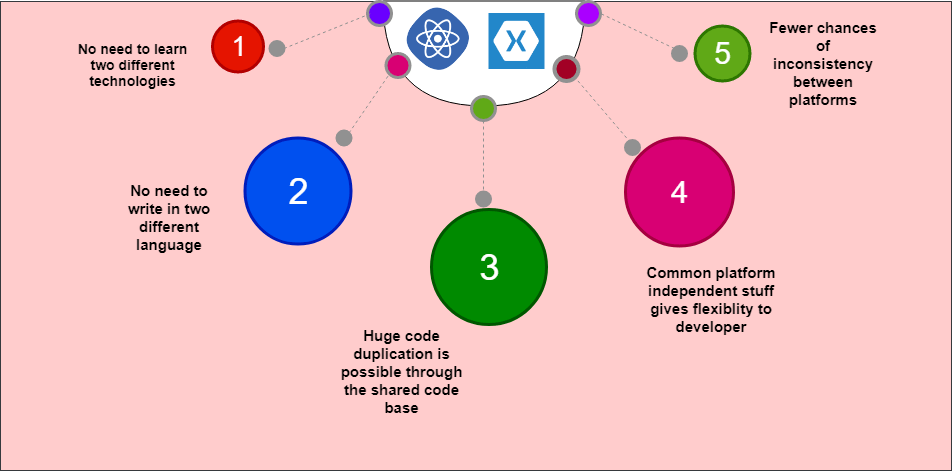 1
No need to learn
two different
technologies
2
No need to
write in two
different
language
3
Huge code
duplication is
possible through
the shared code
base
4
Common platform
independent stuff
gives flexiblity to
developer
5
Fewer chances
of
inconsistency
between
platforms
X